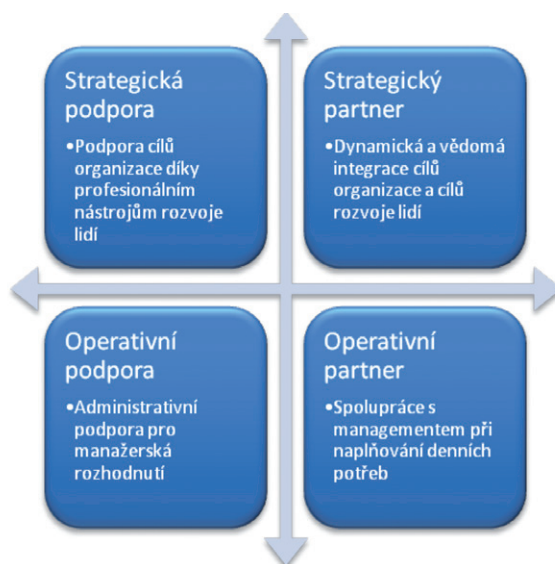 Strategická
podpora
•Podpora cílů
organizace díky
profesionálním
nástrojům rozvoje
lidí
Strategický
partner
•Dynamická a vědomá
integrace cílů
organizace a cílů
rozvoje lidí
Operativní
podpora
•Administrativní
podpora pro
manažerská
rozhodnutí
Operativní
partner
•Spolupráce s
managementem při
naplňování denních
potřeb